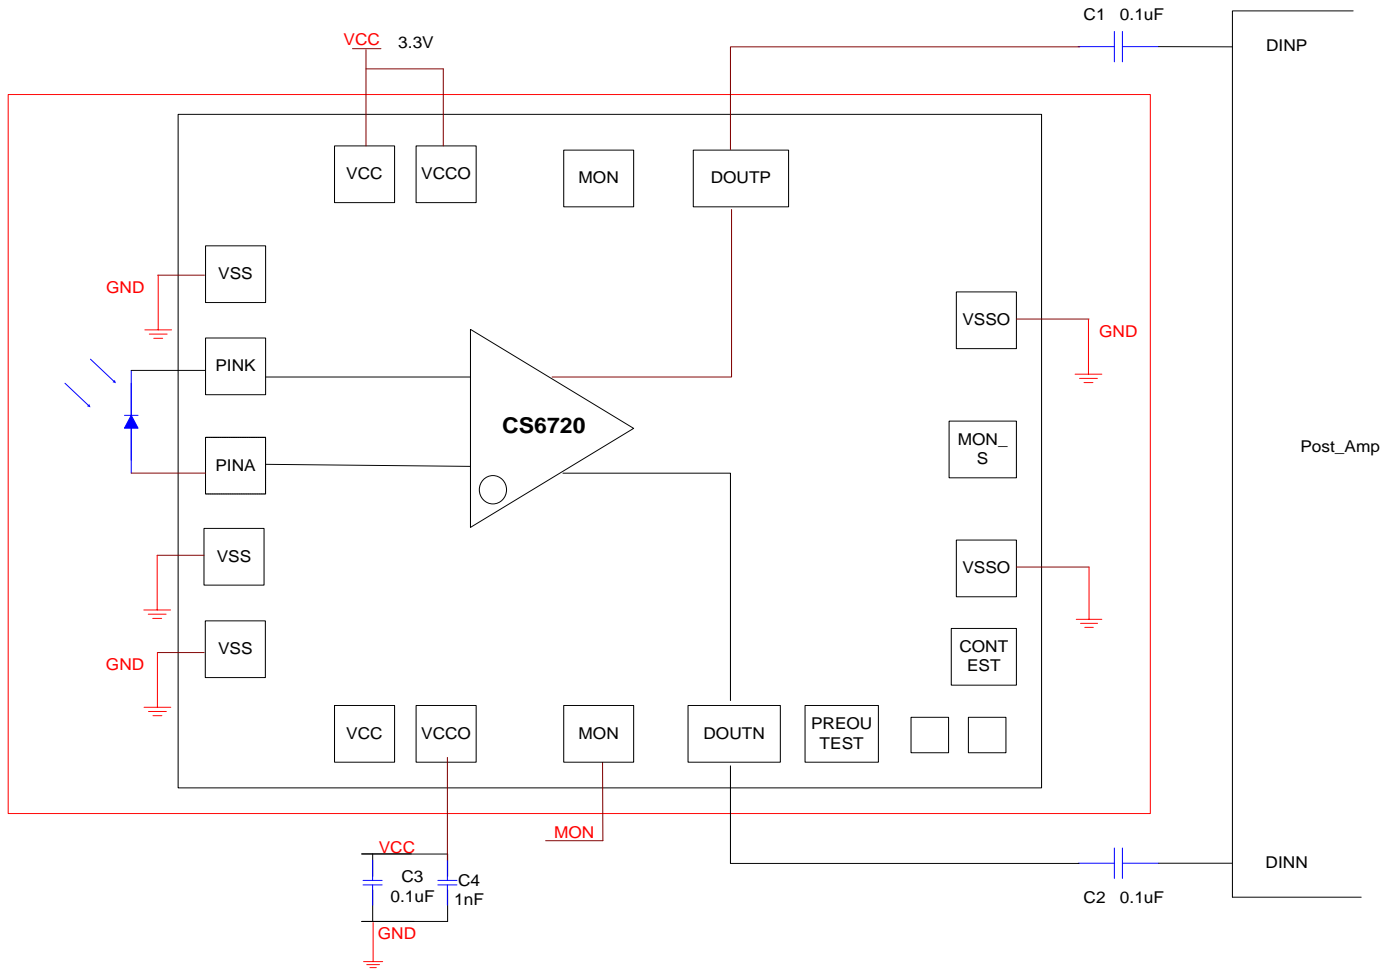 C1 0.1uF
VCC 3.3V
DINP
VCC
VCCO
MON
DOUTP
VSS
GND
VSSO
GND
PINK
CS6720
MON_
S
Post_Amp
PINA
VSS
VSSO
VSS
GND
CONT
EST
VCC
VCCO
MON
DOUTN
PREOU
TEST
MON
VCC
C3
0.1uF
C4
1nF
GND
DINN
C2 0.1uF